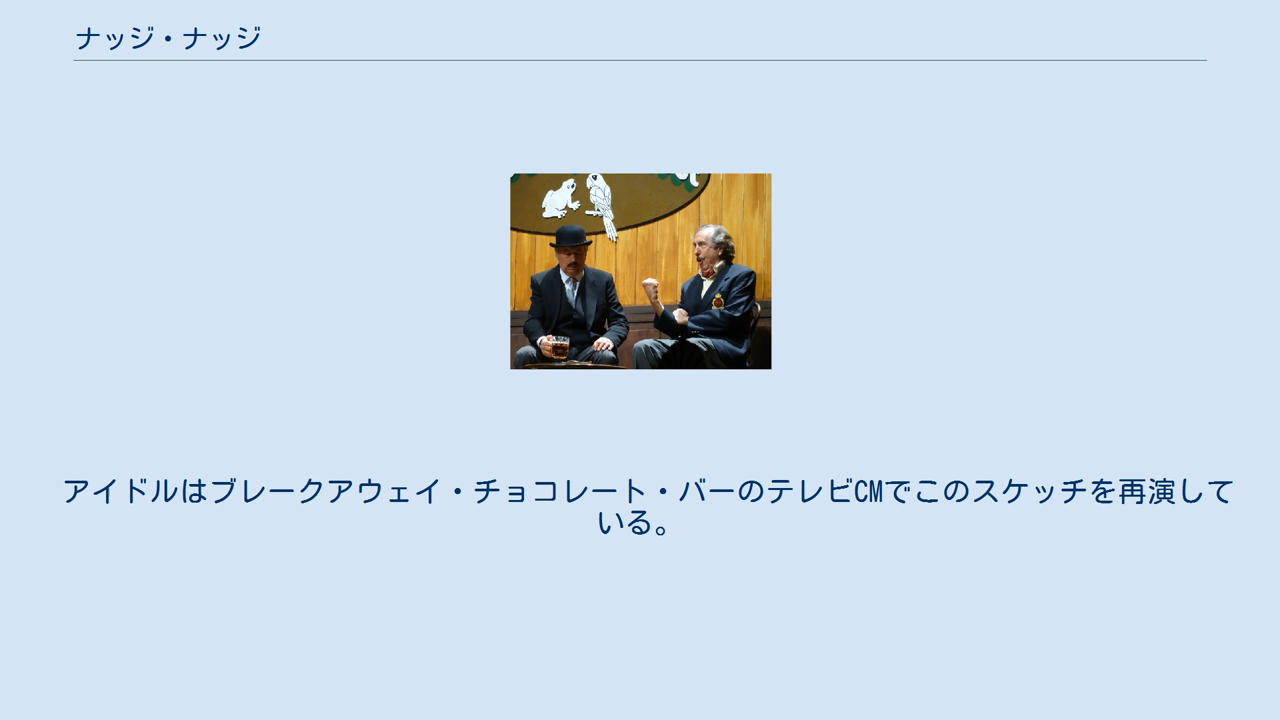 ナッジ・ナッジ
アイドルはブレークアウェイ・チョコレート・バーのテレビCMでこのスケッチを再演して
いる。